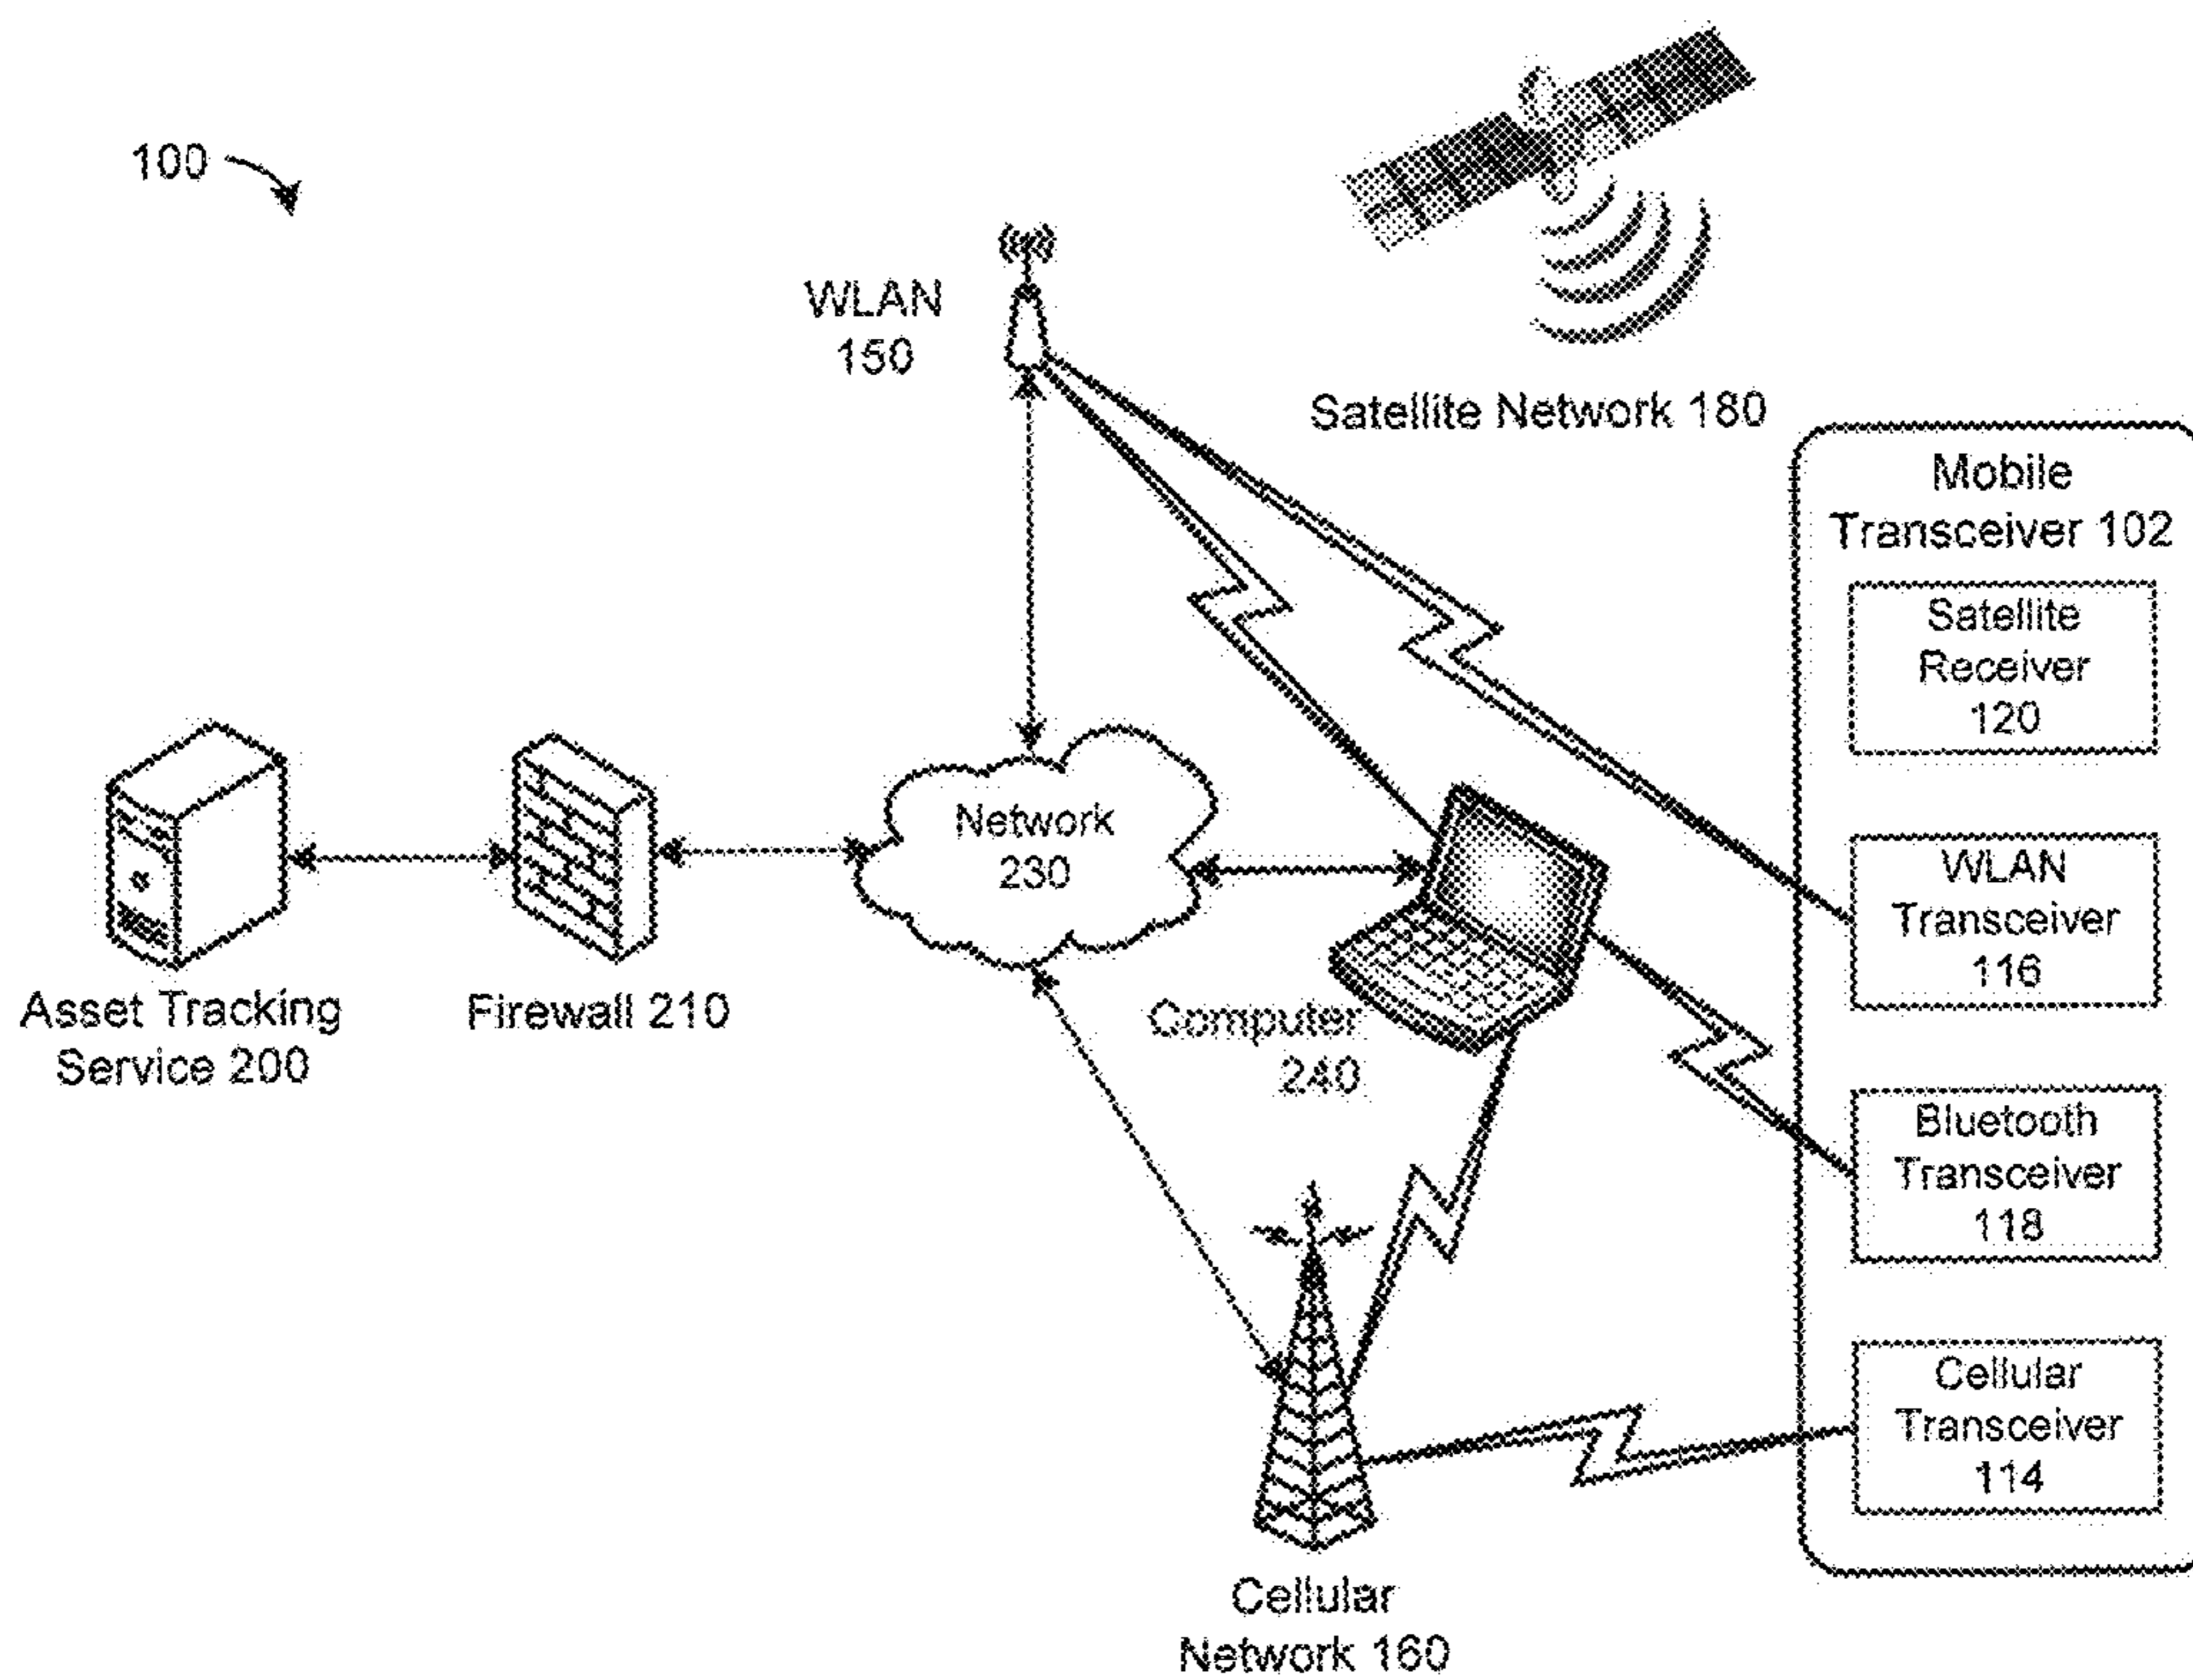 100
WLAN
150
Satellite Network 180
Mobile
Transceiver 102
Satellite
Receiver
120
WLAN
Transceiver
116
Bluetooth
Transceiver
118
Cellular
Transceiver
114
Network
230
Computer
240
Asset Tracking
Service 200
Firewall 210
Cellular
Network 160